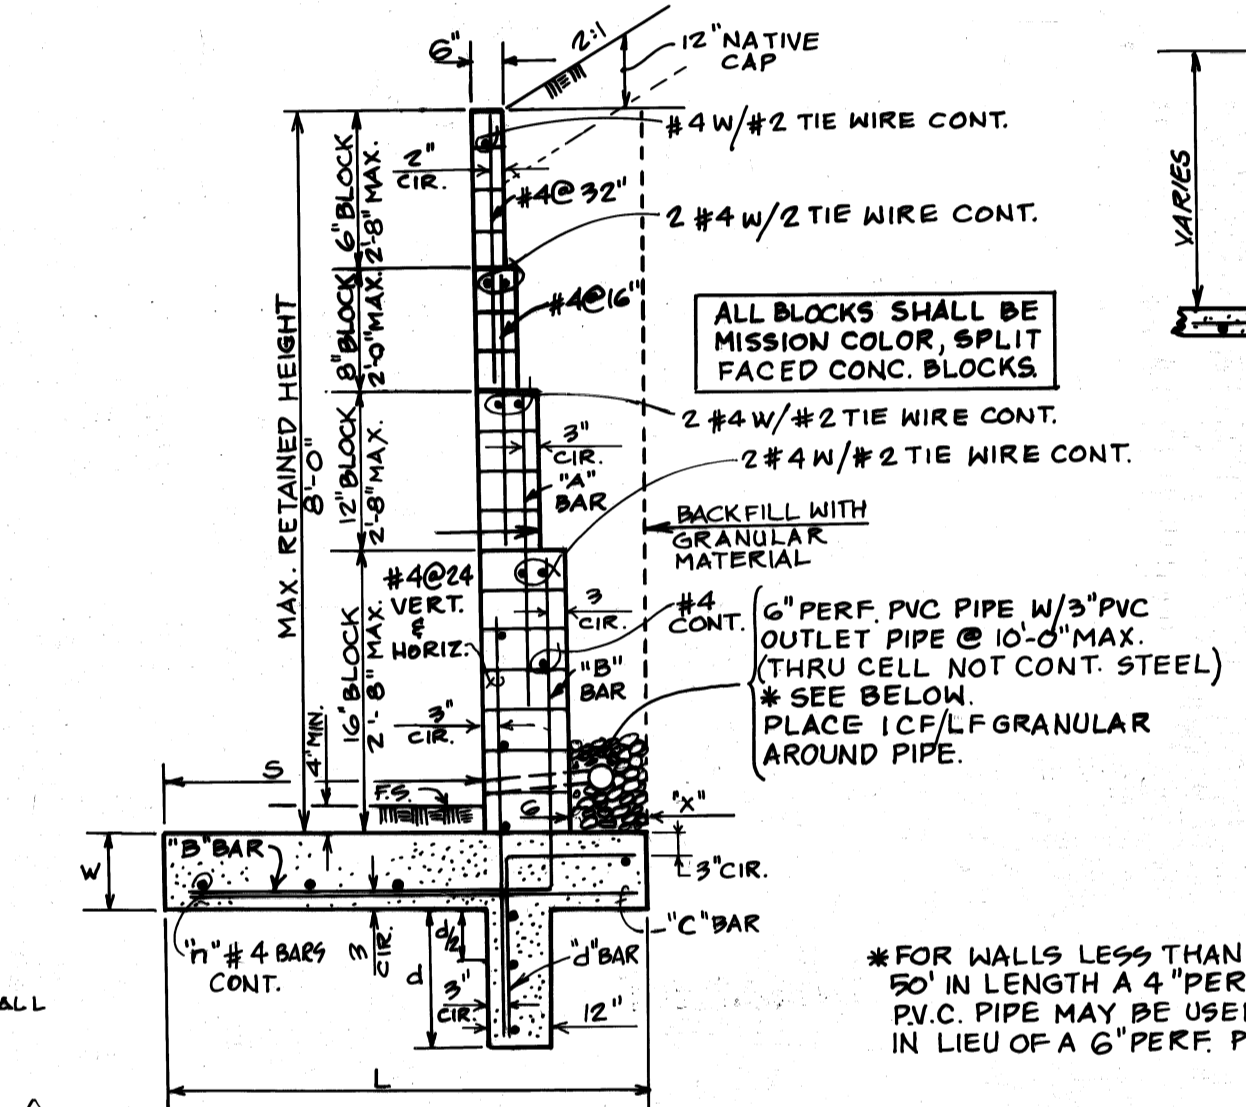 6"
2:1
12" NATIVE
CAP
#4 W/#2 TIE WIRE CONT.
2"
CIR.
#4@32"
2 #4 W/2 TIE WIRE CONT.
#4@16"
6" BLOCK
2'-8" MAX.
8" BLOCK
2'-0" MAX.
12" BLOCK
2'-8" MAX.
16" BLOCK
2'-8" MAX.
MAX. RETAINED HEIGHT
8'-0"
VARIES
ALL BLOCKS SHALL BE
MISSION COLOR, SPLIT
FACED CONC. BLOCKS.
2 #4 W/#2 TIE WIRE CONT.
3"
CIR.
2 #4 W/#2 TIE WIRE CONT.
"A"
BAR
BACKFILL WITH
GRANULAR
MATERIAL
#4@24
VERT.
&
HORIZ.
3
CIR.
#4
CONT.
"B"
BAR
6" PERF. PVC PIPE W/3" PVC
OUTLET PIPE @ 10'-0" MAX.
(THRU CELL NOT CONT. STEEL)
* SEE BELOW.
PLACE 1 CF/LF GRANULAR
AROUND PIPE.
3"
CIR.
4" MIN.
S
F.S.
6
"X"
W
"B" BAR
3" CIR.
"C" BAR
"n" # 4 BARS
CONT.
3
CIR.
d/2
d
"d" BAR
3"
CIR.
12"
L
ALL
* FOR WALLS LESS THAN
50' IN LENGTH A 4" PER
P.V.C. PIPE MAY BE USE
IN LIEU OF A 6" PERF. P